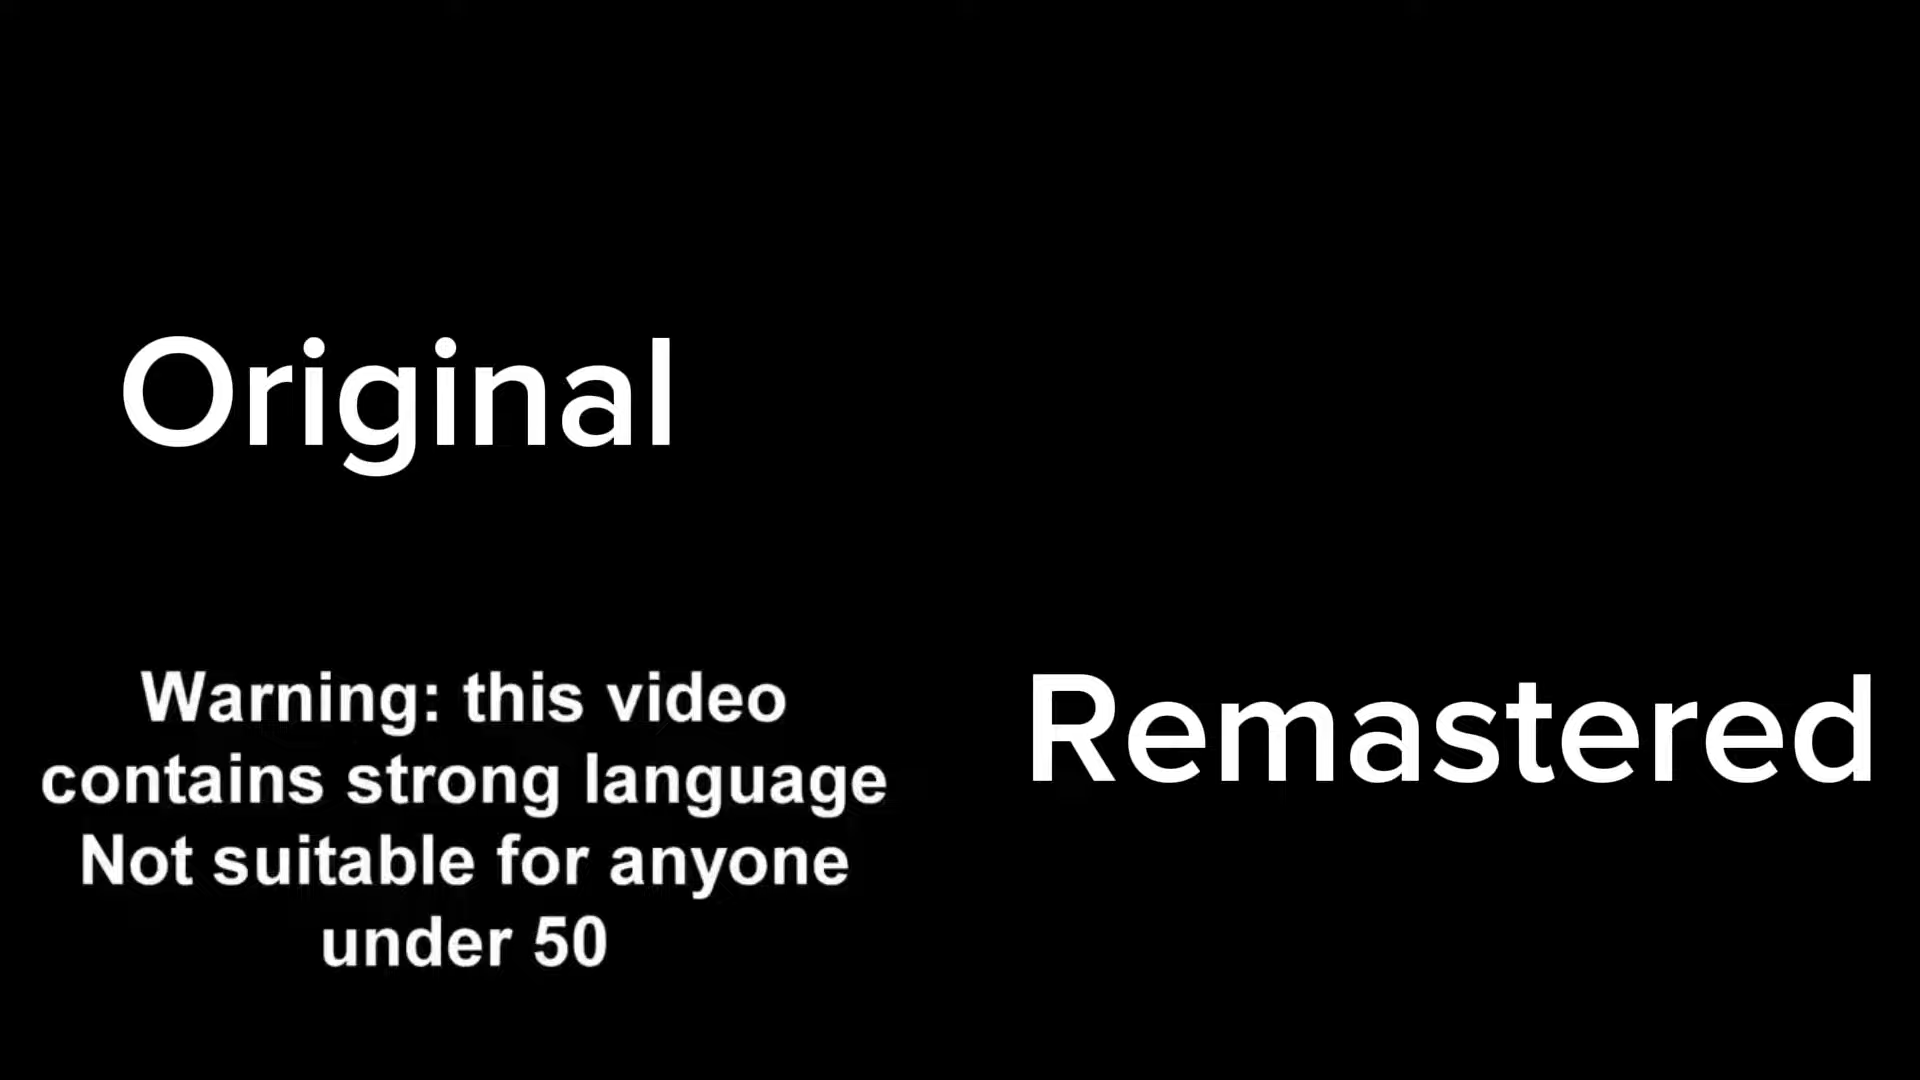 Original
Warning: this video
contains strong language
Not suitable for anyone
under 50
Remastered